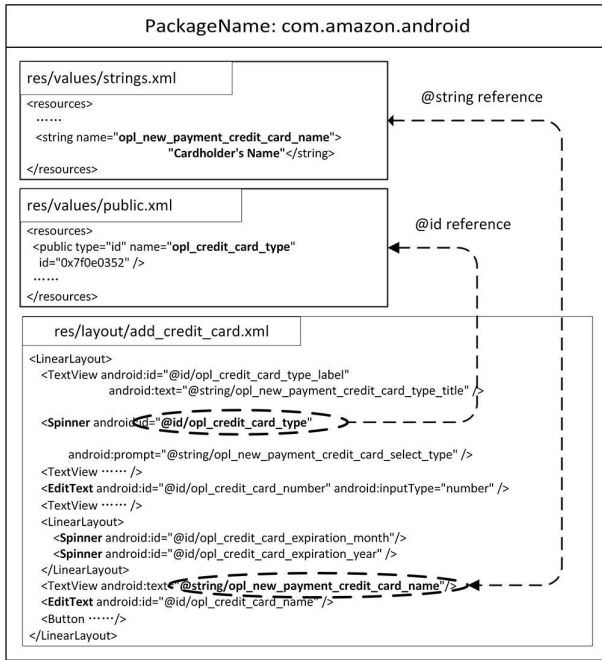 PackageName: com.amazon.android
res/values/strings.xml
<resources>
……
<string name="opl_new_payment_credit_card_name">
"Cardholder's Name"</string>
</resources>
@string reference
res/values/public.xml
<resources>
<public type="id" name="opl_credit_card_type"
id="0x7f0e0352" />
……
</resources>
@id reference
res/layout/add_credit_card.xml
<LinearLayout>
<TextView android:id="@id/opl_credit_card_type_label"
android:text="@string/opl_new_payment_credit_card_type_title" />
<Spinner android:id="@id/opl_credit_card_type"
android:prompt="@string/opl_new_payment_credit_card_select_type" />
<TextView …… />
<EditText android:id="@id/opl_credit_card_number" android:inputType="number" />
<TextView …… />
<LinearLayout>
<Spinner android:id="@id/opl_credit_card_expiration_month"/>
<Spinner android:id="@id/opl_credit_card_expiration_year" />
</LinearLayout>
<TextView android:text="@string/opl_new_payment_credit_card_name"/>
<EditText android:id="@id/opl_credit_card_name"/>
<Button ……/>
</LinearLayout>